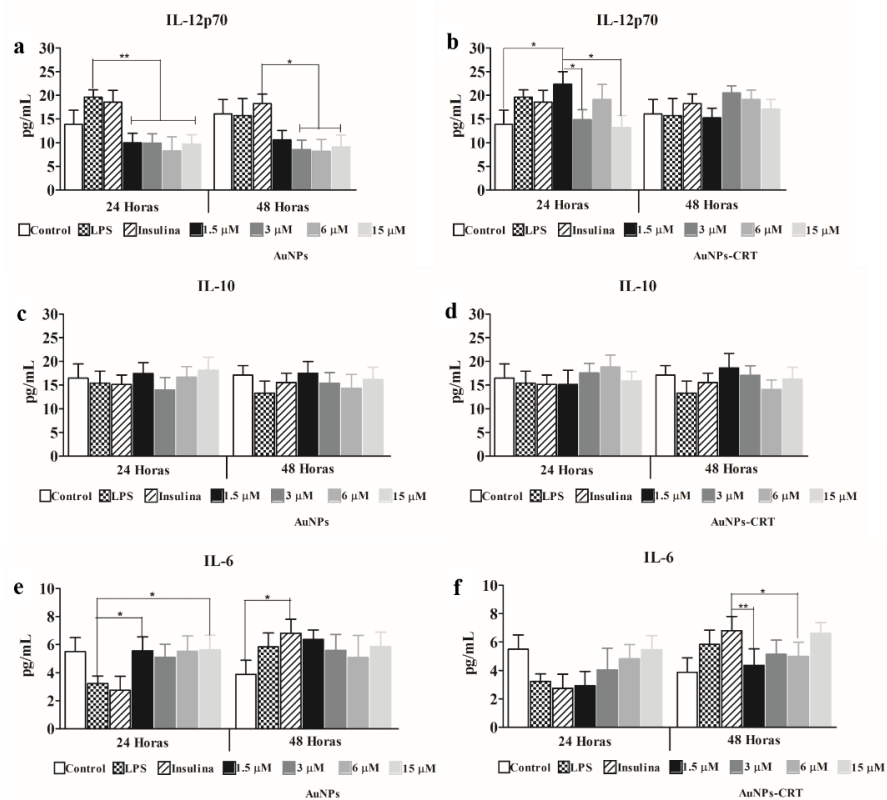 IL-12p70
a
** *
pg/mL
30
25
20
15
10
5
0
24 Horas 48 Horas
Control LPS Insulina 1.5 µM 3 µM 6 µM 15 µM
AuNPs
IL-12p70
b
* * *
pg/mL
30
25
20
15
10
5
0
24 Horas 48 Horas
Control LPS Insulina 1.5 µM 3 µM 6 µM 15 µM
AuNPs-CRT
IL-10
c
pg/mL
30
25
20
15
10
5
0
24 Horas 48 Horas
Control LPS Insulina 1.5 µM 3 µM 6 µM 15 µM
AuNPs
IL-10
d
pg/mL
30
25
20
15
10
5
0
24 Horas 48 Horas
Control LPS Insulina 1.5 µM 3 µM 6 µM 15 µM
AuNPs-CRT
IL-6
e
* * *
pg/mL
10
8
6
4
2
0
24 Horas 48 Horas
Control LPS Insulina 1.5 µM 3 µM 6 µM 15 µM
AuNPs
IL-6
f
* **
pg/mL
10
8
6
4
2
0
24 Horas 48 Horas
Control LPS Insulina 1.5 µM 3 µM 6 µM 15 µM
AuNPs-CRT